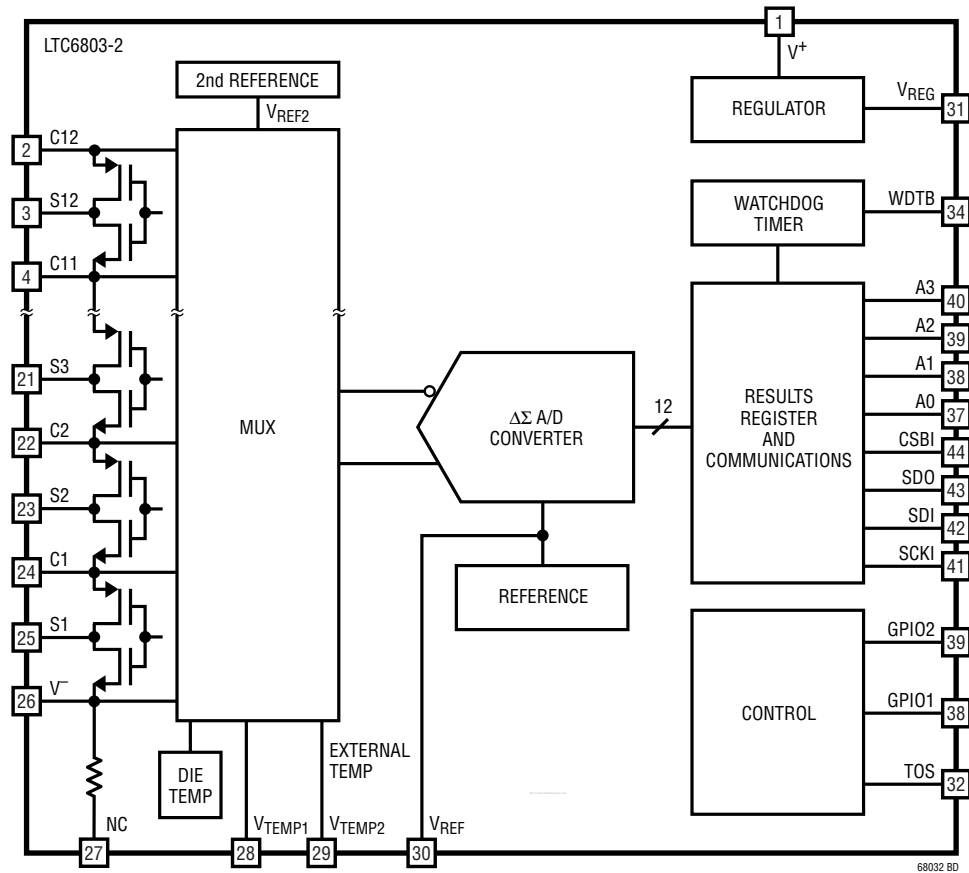 LTC6803-2
1
V+
2nd REFERENCE
VREF2
REGULATOR
VREG
31
2
C12
3
S12
4
C11
WATCHDOG
TIMER
WDTB
34
21
S3
22
C2
23
S2
24
C1
25
S1
26
V−
MUX
ΔΣ A/D
CONVERTER
12
REFERENCE
RESULTS
REGISTER
AND
COMMUNICATIONS
A3
40
A2
39
A1
38
A0
37
CSBI
44
SDO
43
SDI
42
SCKI
41
CONTROL
GPIO2
39
GPIO1
38
TOS
32
DIE
TEMP
EXTERNAL
TEMP
NC
27
VTEMP1
28
VTEMP2
29
VREF
30
68032 BD